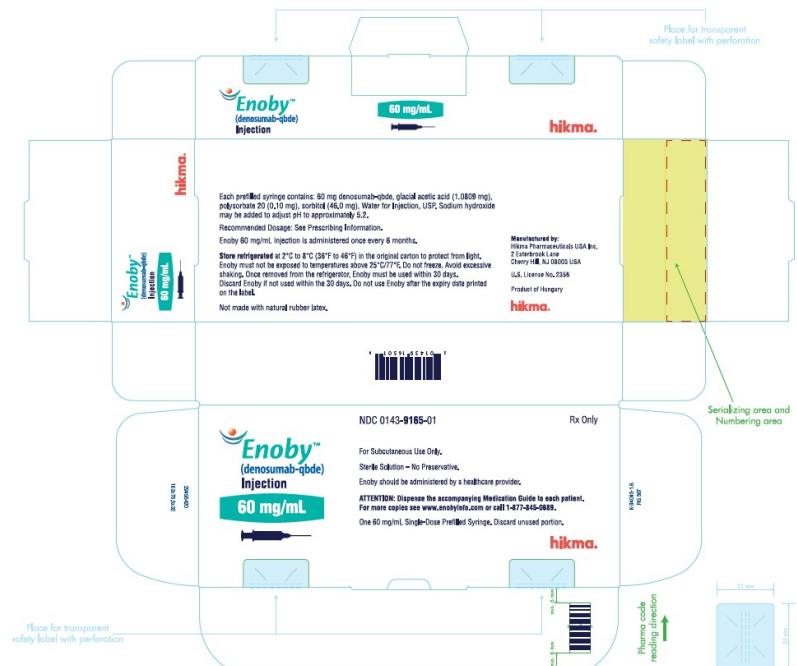 Place for transparent
safety label with perforation
Enoby™
(denosumab-qbde)
Injection
60 mg/mL
hikma.
hikma.
Enoby™
(denosumab-qbde)
Injection
60 mg/mL
Each prefilled syringe contains: 60 mg denosumab-qbde, glacial acetic acid (1.0809 mg),
polysorbate 20 (0.10 mg), sorbitol (46.0 mg), Water for Injection, USP, Sodium hydroxide
may be added to adjust pH to approximately 5.2.
Recommended Dosage: See Prescribing Information.
Enoby 60 mg/mL injection is administered once every 6 months.
Store refrigerated at 2°C to 8°C (36°F to 46°F) in the original carton to protect from light.
Enoby must not be exposed to temperatures above 25°C/77°F. Do not freeze. Avoid excessive
shaking. Once removed from the refrigerator, Enoby must be used within 30 days.
Discard Enoby if not used within the 30 days. Do not use Enoby after the expiry date printed
on the label.
Not made with natural rubber latex.
Manufactured by:
Hikma Pharmaceuticals USA Inc.
2 Esterbrook Lane
Cherry Hill, NJ 08003 USA
U.S. License No. 2356
Product of Hungary
hikma.
Serializing area and
Numbering area
Enoby™
(denosumab-qbde)
Injection
60 mg/mL
NDC 0143-9165-01
Rx Only
For Subcutaneous Use Only.
Sterile Solution – No Preservative.
Enoby should be administered by a healthcare provider.
ATTENTION: Dispense the accompanying Medication Guide to each patient.
For more copies see www.enobyinfo.com or call 1-877-845-0689.
One 60 mg/mL Single-Dose Prefilled Syringe. Discard unused portion.
hikma.
Place for transparent
safety label with perforation
min. 6 mm
Pharma code
reading direction